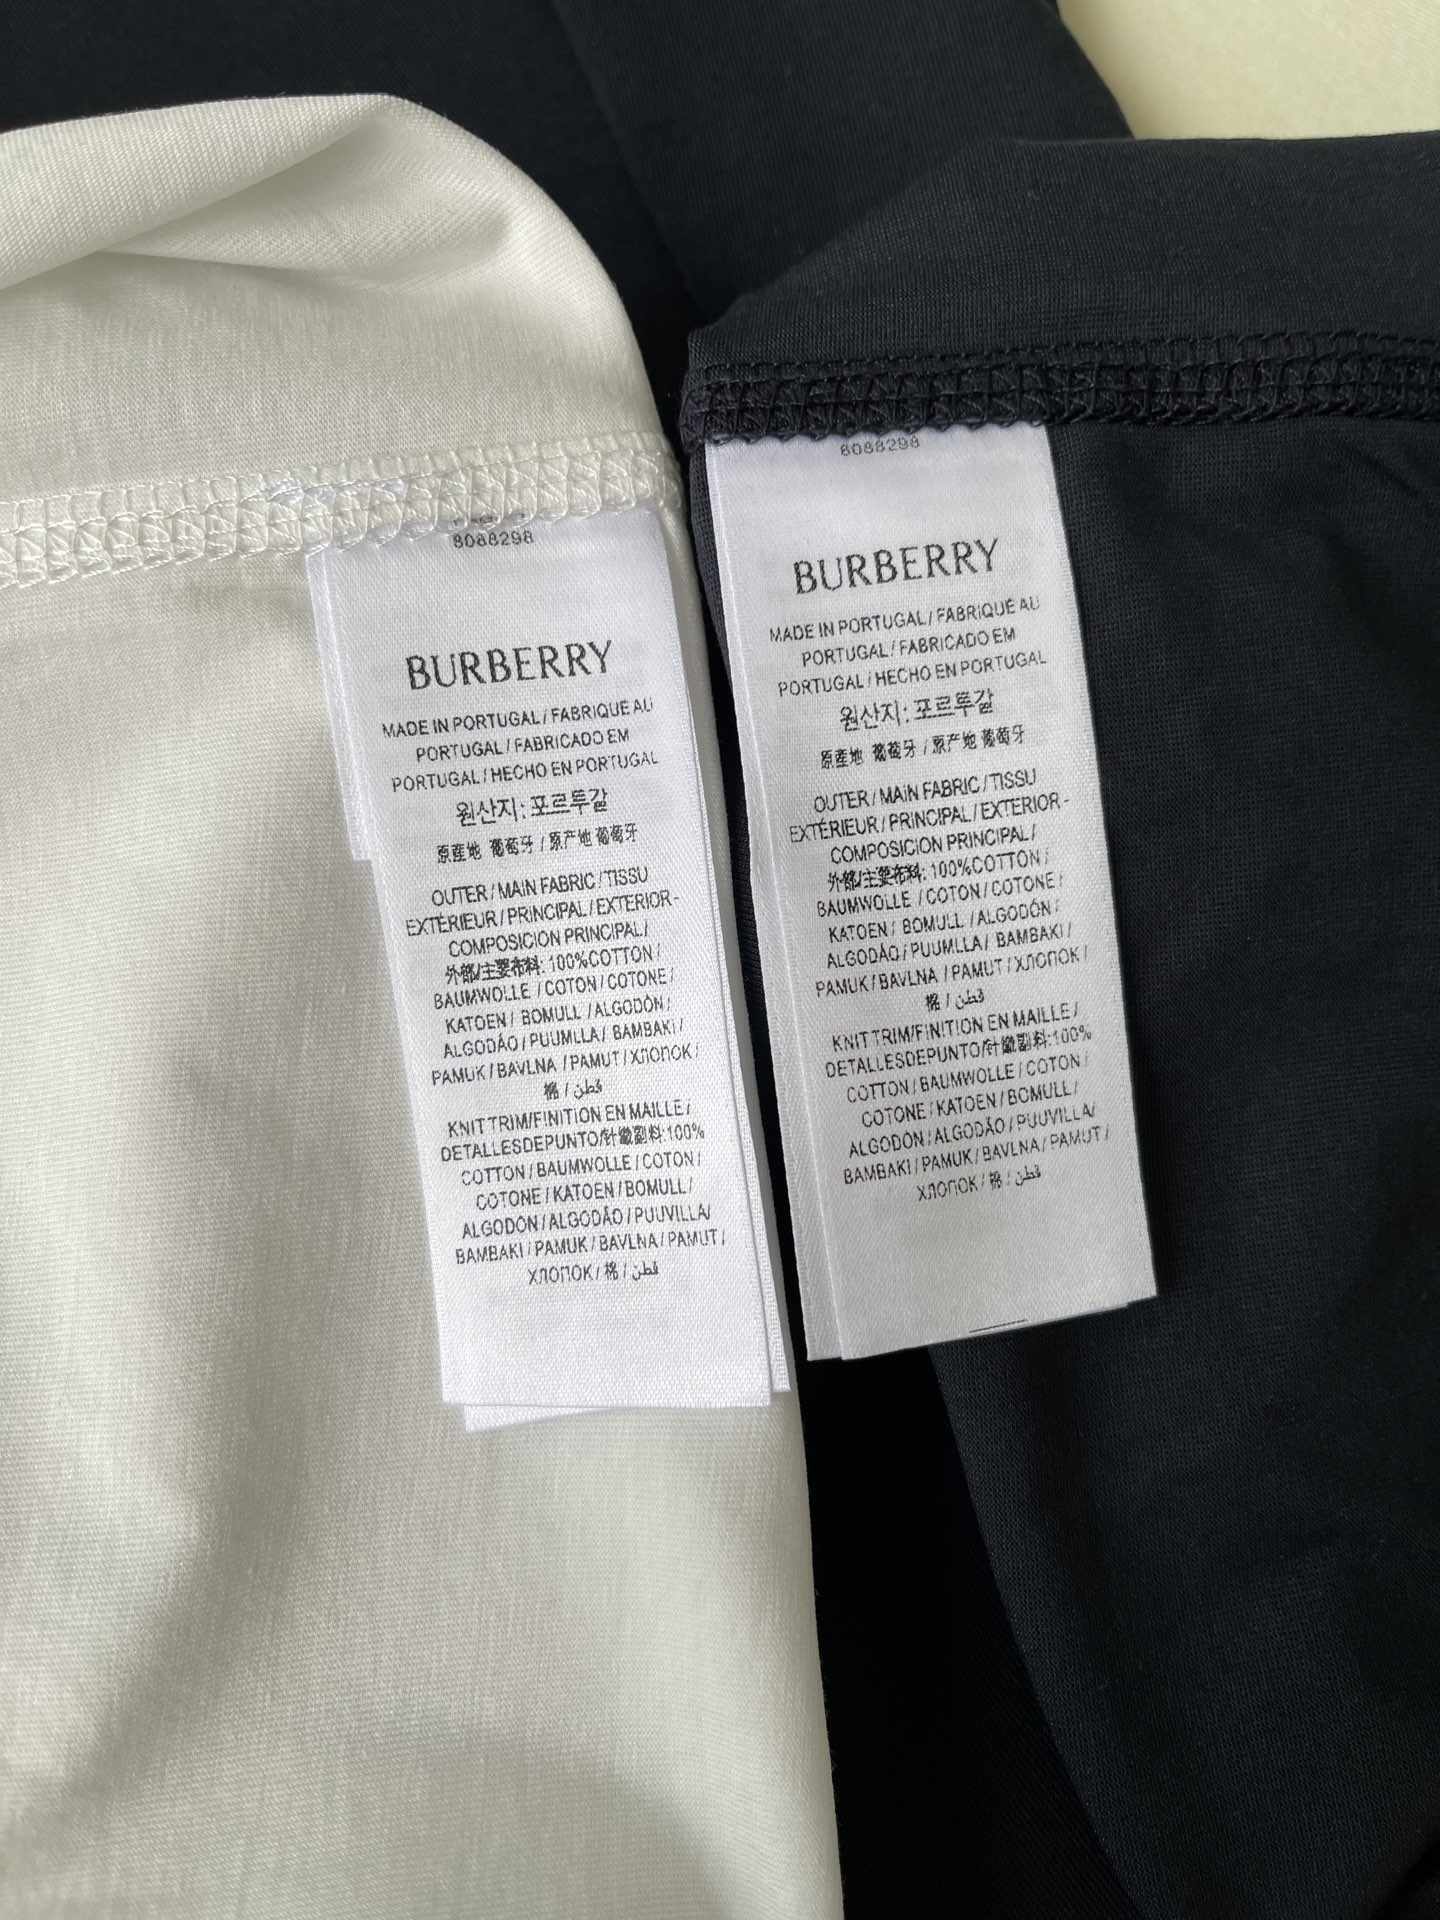 8088298
BURBERRY
MADE IN PORTUGAL / FABRIQUÉ AU
PORTUGAL / FABRICADO EM
PORTUGAL / HECHO EN PORTUGAL
원산지: 포르투갈
原産地 葡萄牙 / 原产地 葡萄牙
OUTER / MAIN FABRIC / TISSU
EXTÉRIEUR / PRINCIPAL / EXTERIOR -
COMPOSICION PRINCIPAL /
外部/主要布料: 100%COTTON /
BAUMWOLLE / COTON / COTONE /
KATOEN / BOMULL / ALGODÓN /
ALGODÃO / PUUMLLA / BAMBAKI /
PAMUK / BAVLNA / PAMUT / ХЛОПОК /
棉 / قطن
KNIT TRIM/FINITION EN MAILLE /
DETALLESDEPUNTO/針織副料:100%
COTTON / BAUMWOLLE / COTON /
COTONE / KATOEN / BOMULL /
ALGODON / ALGODÃO / PUUVILLA/
BAMBAKI / PAMUK / BAVLNA / PAMUT /
ХЛОПОК / 棉 / قطن
8088298
BURBERRY
MADE IN PORTUGAL / FABRIQUÉ AU
PORTUGAL / FABRICADO EM
PORTUGAL / HECHO EN PORTUGAL
원산지: 포르투갈
原産地 葡萄牙 / 原产地 葡萄牙
OUTER / MAIN FABRIC / TISSU
EXTÉRIEUR / PRINCIPAL / EXTERIOR -
COMPOSICION PRINCIPAL /
外部/主要布料: 100%COTTON /
BAUMWOLLE / COTON / COTONE /
KATOEN / BOMULL / ALGODÓN /
ALGODÃO / PUUMLLA / BAMBAKI /
PAMUK / BAVLNA / PAMUT / ХЛОПОК /
棉 / قطن
KNIT TRIM/FINITION EN MAILLE /
DETALLESDEPUNTO/針織副料:100%
COTTON / BAUMWOLLE / COTON /
COTONE / KATOEN / BOMULL /
ALGODON / ALGODÃO / PUUVILLA/
BAMBAKI / PAMUK / BAVLNA / PAMUT /
ХЛОПОК / 棉 / قطن